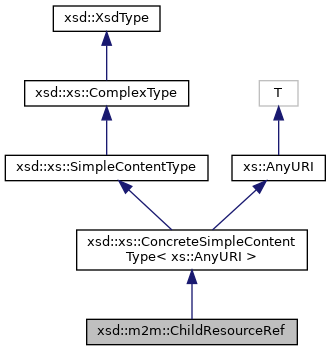 xsd::XsdType
xsd::xs::ComplexType
T
xsd::xs::SimpleContentType
xs::AnyURI
xsd::xs::ConcreteSimpleContent
Type< xs::AnyURI >
xsd::m2m::ChildResourceRef